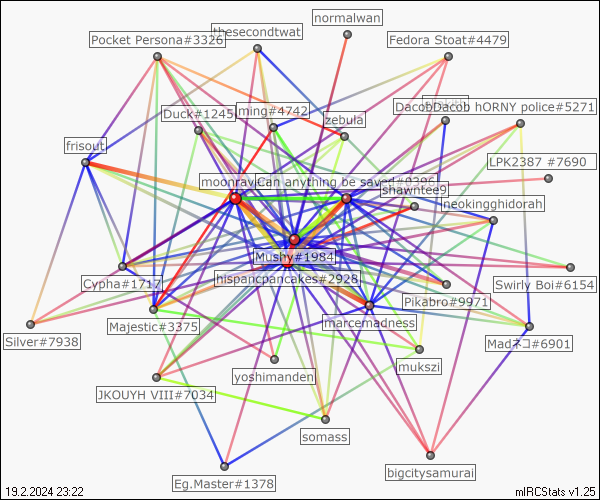 normalwan
thesecondtwat
Pocket Persona#3326
Fedora Stoat#4479
DacobDacob hORNY police#5271
ming#4742
Duck#1245
zebula
frisout
LPK2387 #7690
Can anything be saved#0296
shawntee9
neokingghidorah
Mushy#1984
hispancpancakes#2928
Cypha#1717
Swirly Boi#6154
Pikabro#9971
Majestic#3375
marcemadness
Silver#7938
Madネコ#6901
mukszi
yoshimanden
JKOUYH VIII#7034
somass
bigcitysamurai
Eg.Master#1378
19.2.2024 23:22
mIRCStats v1.25